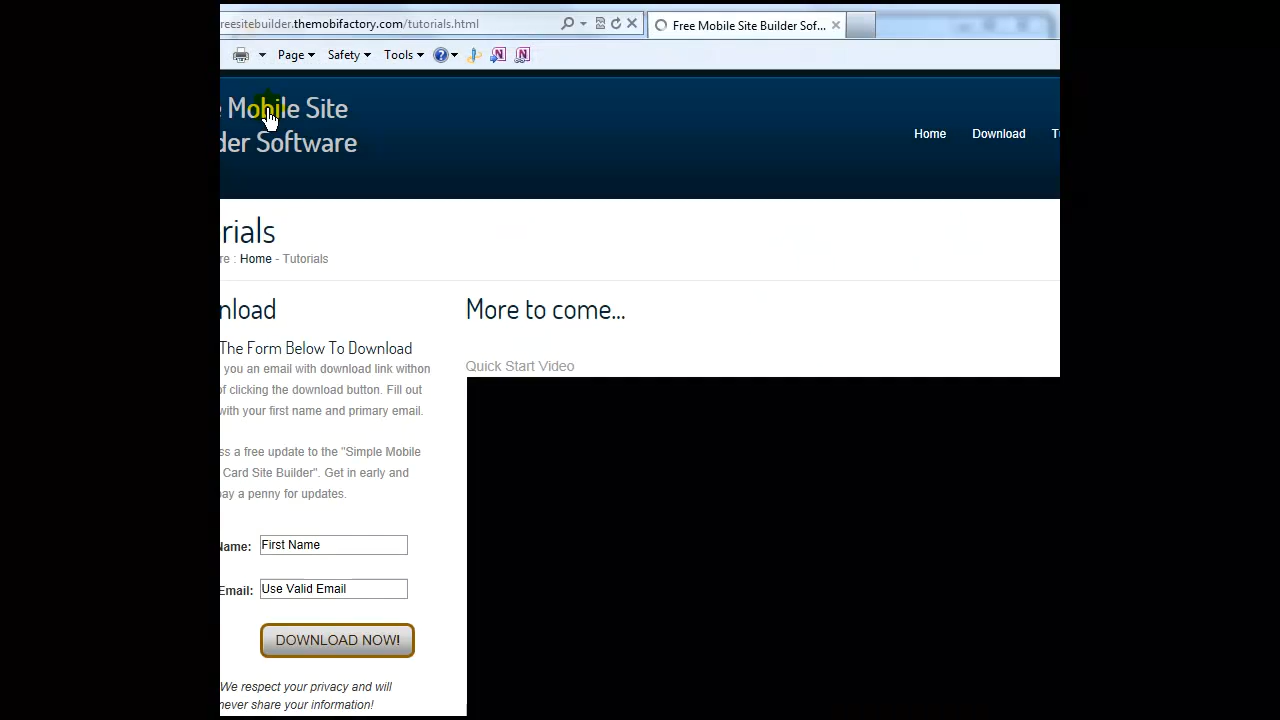 reesitebuilder.themobifactory.com/tutorials.html
Free Mobile Site Builder Sof...
Page Safety Tools
e Mobile Site
der Software
Home Download T
rials
re : Home - Tutorials
nload
The Form Below To Download
you an email with download link withon
of clicking the download button. Fill out
with your first name and primary email.
ss a free update to the "Simple Mobile
Card Site Builder". Get in early and
pay a penny for updates.
Name: First Name
Email: Use Valid Email
DOWNLOAD NOW!
We respect your privacy and will
never share your information!
More to come...
Quick Start Video